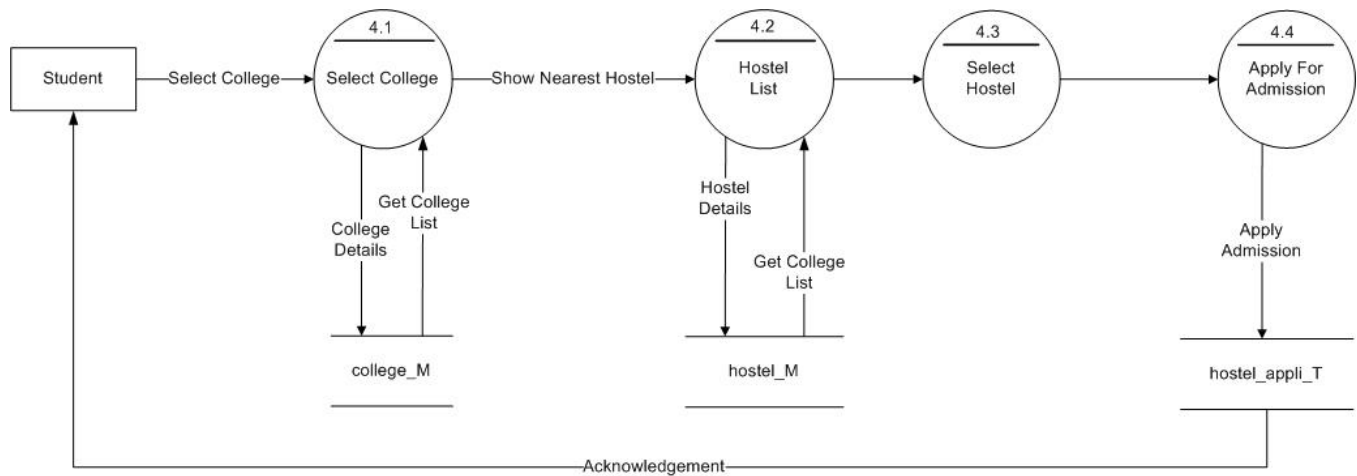 4.1
4.2
4.3
4.4
Student
Select College
Select College
Show Nearest Hostel
Hostel
List
Select
Hostel
Apply For
Admission
College
Details
Get College
List
Hostel
Details
Get College
List
Apply
Admission
college_M
hostel_M
hostel_appli_T
Acknowledgement